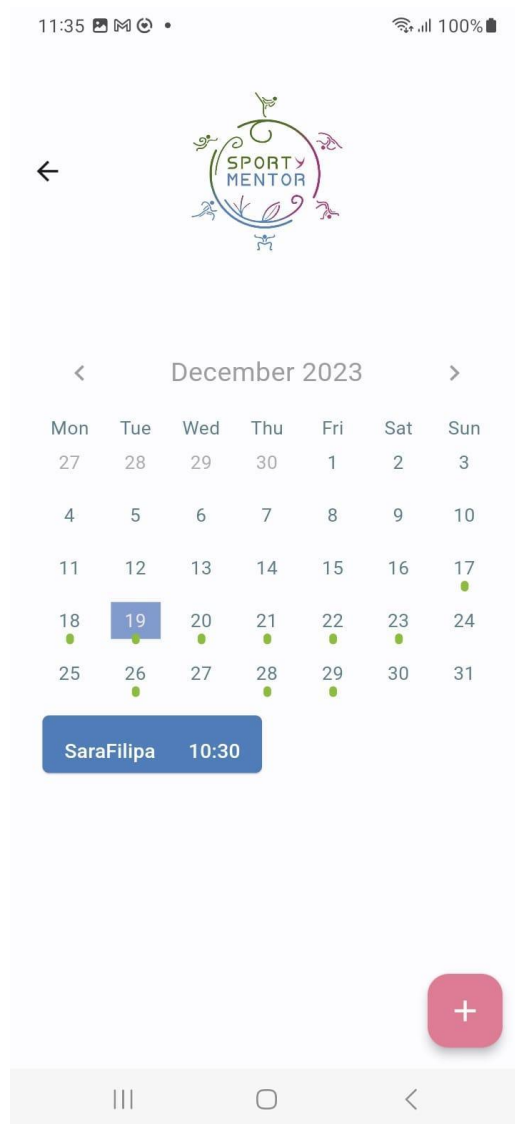 11:35 100%
SPORTY
MENTOR
December 2023
Mon Tue Wed Thu Fri Sat Sun
27 28 29 30 1 2 3
4 5 6 7 8 9 10
11 12 13 14 15 16 17
18 19 20 21 22 23 24
25 26 27 28 29 30 31
SaraFilipa 10:30